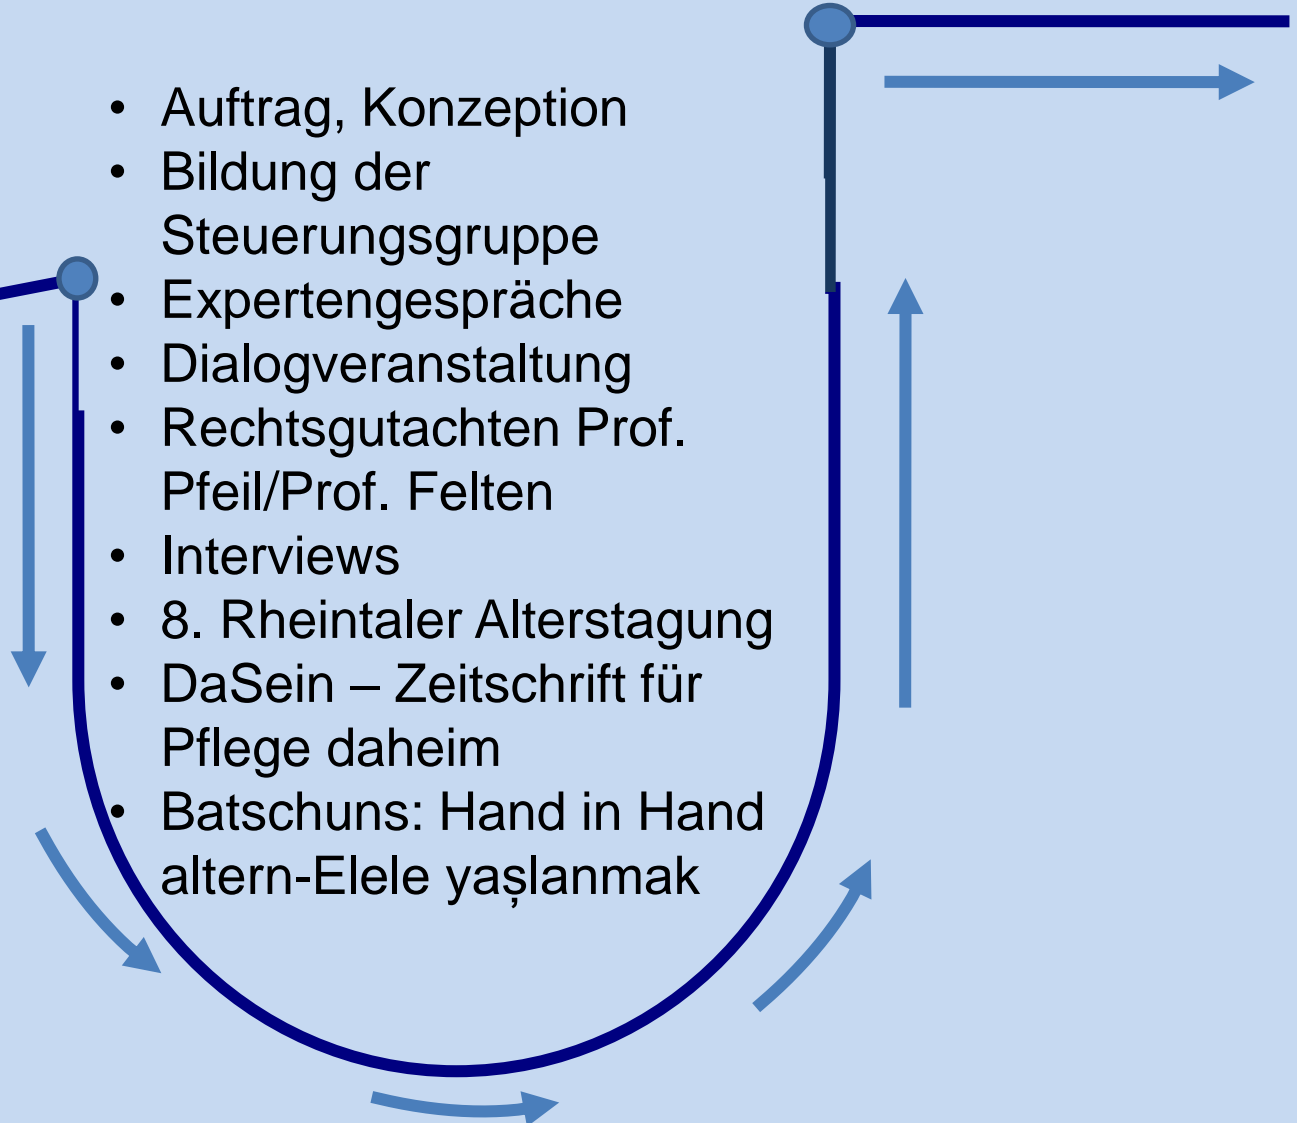 • Auftrag, Konzeption
• Bildung der
Steuerungsgruppe
• Expertengespräche
• Dialogveranstaltung
• Rechtsgutachten Prof.
Pfeil/Prof. Felten
• Interviews
• 8. Rheintaler Alterstagung
• DaSein – Zeitschrift für
Pflege daheim
• Batschuns: Hand in Hand
altern-Elele yaşlanmak